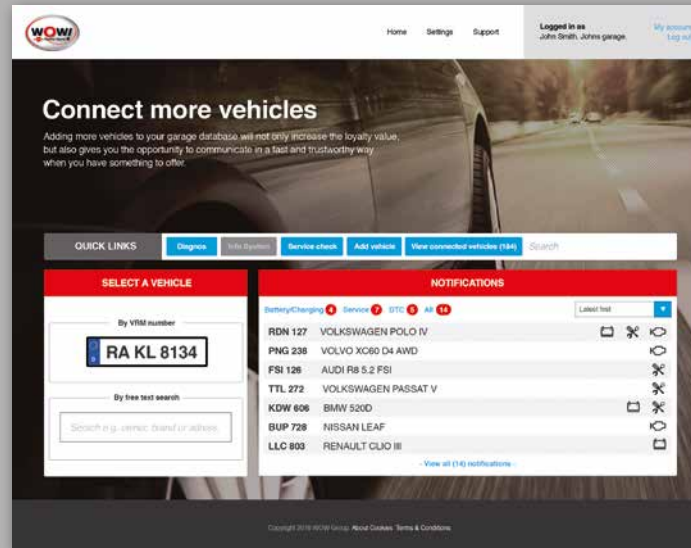 WOW!
Home Settings Support
Logged in as
John Smith, Johns garage.
My account
Log out
Connect more vehicles
Adding more vehicles to your garage database will not only increase the loyalty value,
but also gives you the opportunity to communicate in a fast and trustworthy way
when you have something to offer.
QUICK LINKS Diagnos Info System Service check Add vehicle View connected vehicles (184) Search
SELECT A VEHICLE
By VRM number
RA KL 8134
By free text search
Search e.g. owner, brand or adress.
NOTIFICATIONS
Battery/Charging 4 Service 7 DTC All 14
Latest first
RDN 127 VOLKSWAGEN POLO IV
PNG 238 VOLVO XC60 D4 AWD
FSI 126 AUDI R8 5.2 FSI
TTL 272 VOLKSWAGEN PASSAT V
KDW 606 BMW 520D
BUP 728 NISSAN LEAF
LLC 803 RENAULT CLIO III
- View all (14) notifications -
Copyright WOW! Group. About Cookies. Terms & Conditions.